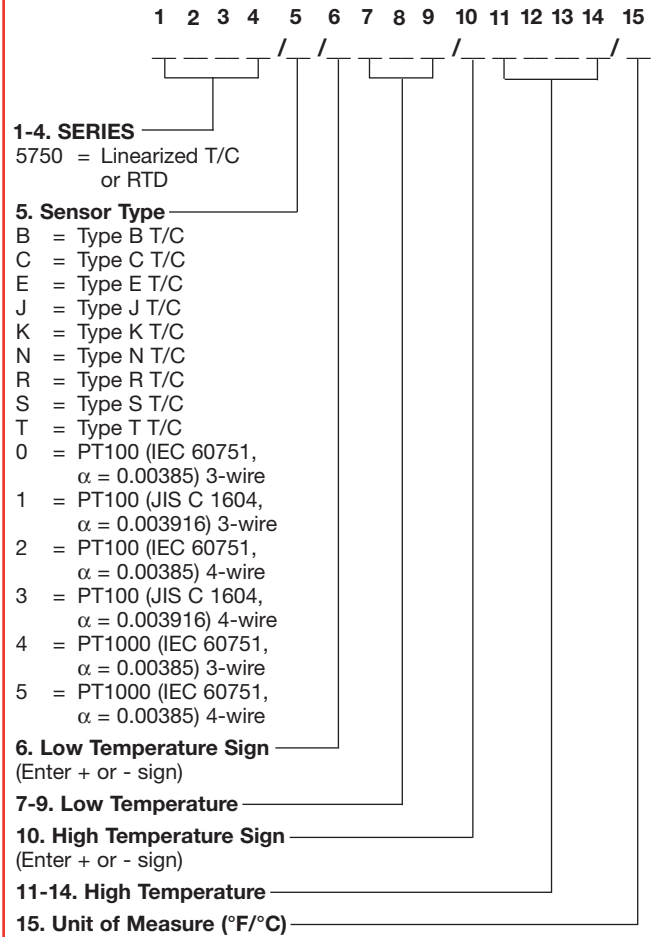 1 2 3 4 5 6 7 8 9 10 11 12 13 14 15
/ / / /
1-4. SERIES
5750 = Linearized T/C
or RTD
5. Sensor Type
B = Type B T/C
C = Type C T/C
E = Type E T/C
J = Type J T/C
K = Type K T/C
N = Type N T/C
R = Type R T/C
S = Type S T/C
T = Type T T/C
0 = PT100 (IEC 60751,
α = 0.00385) 3-wire
1 = PT100 (JIS C 1604,
α = 0.003916) 3-wire
2 = PT100 (IEC 60751,
α = 0.00385) 4-wire
3 = PT100 (JIS C 1604,
α = 0.003916) 4-wire
4 = PT1000 (IEC 60751,
α = 0.00385) 3-wire
5 = PT1000 (IEC 60751,
α = 0.00385) 4-wire
6. Low Temperature Sign
(Enter + or - sign)
7-9. Low Temperature
10. High Temperature Sign
(Enter + or - sign)
11-14. High Temperature
15. Unit of Measure (°F/°C)